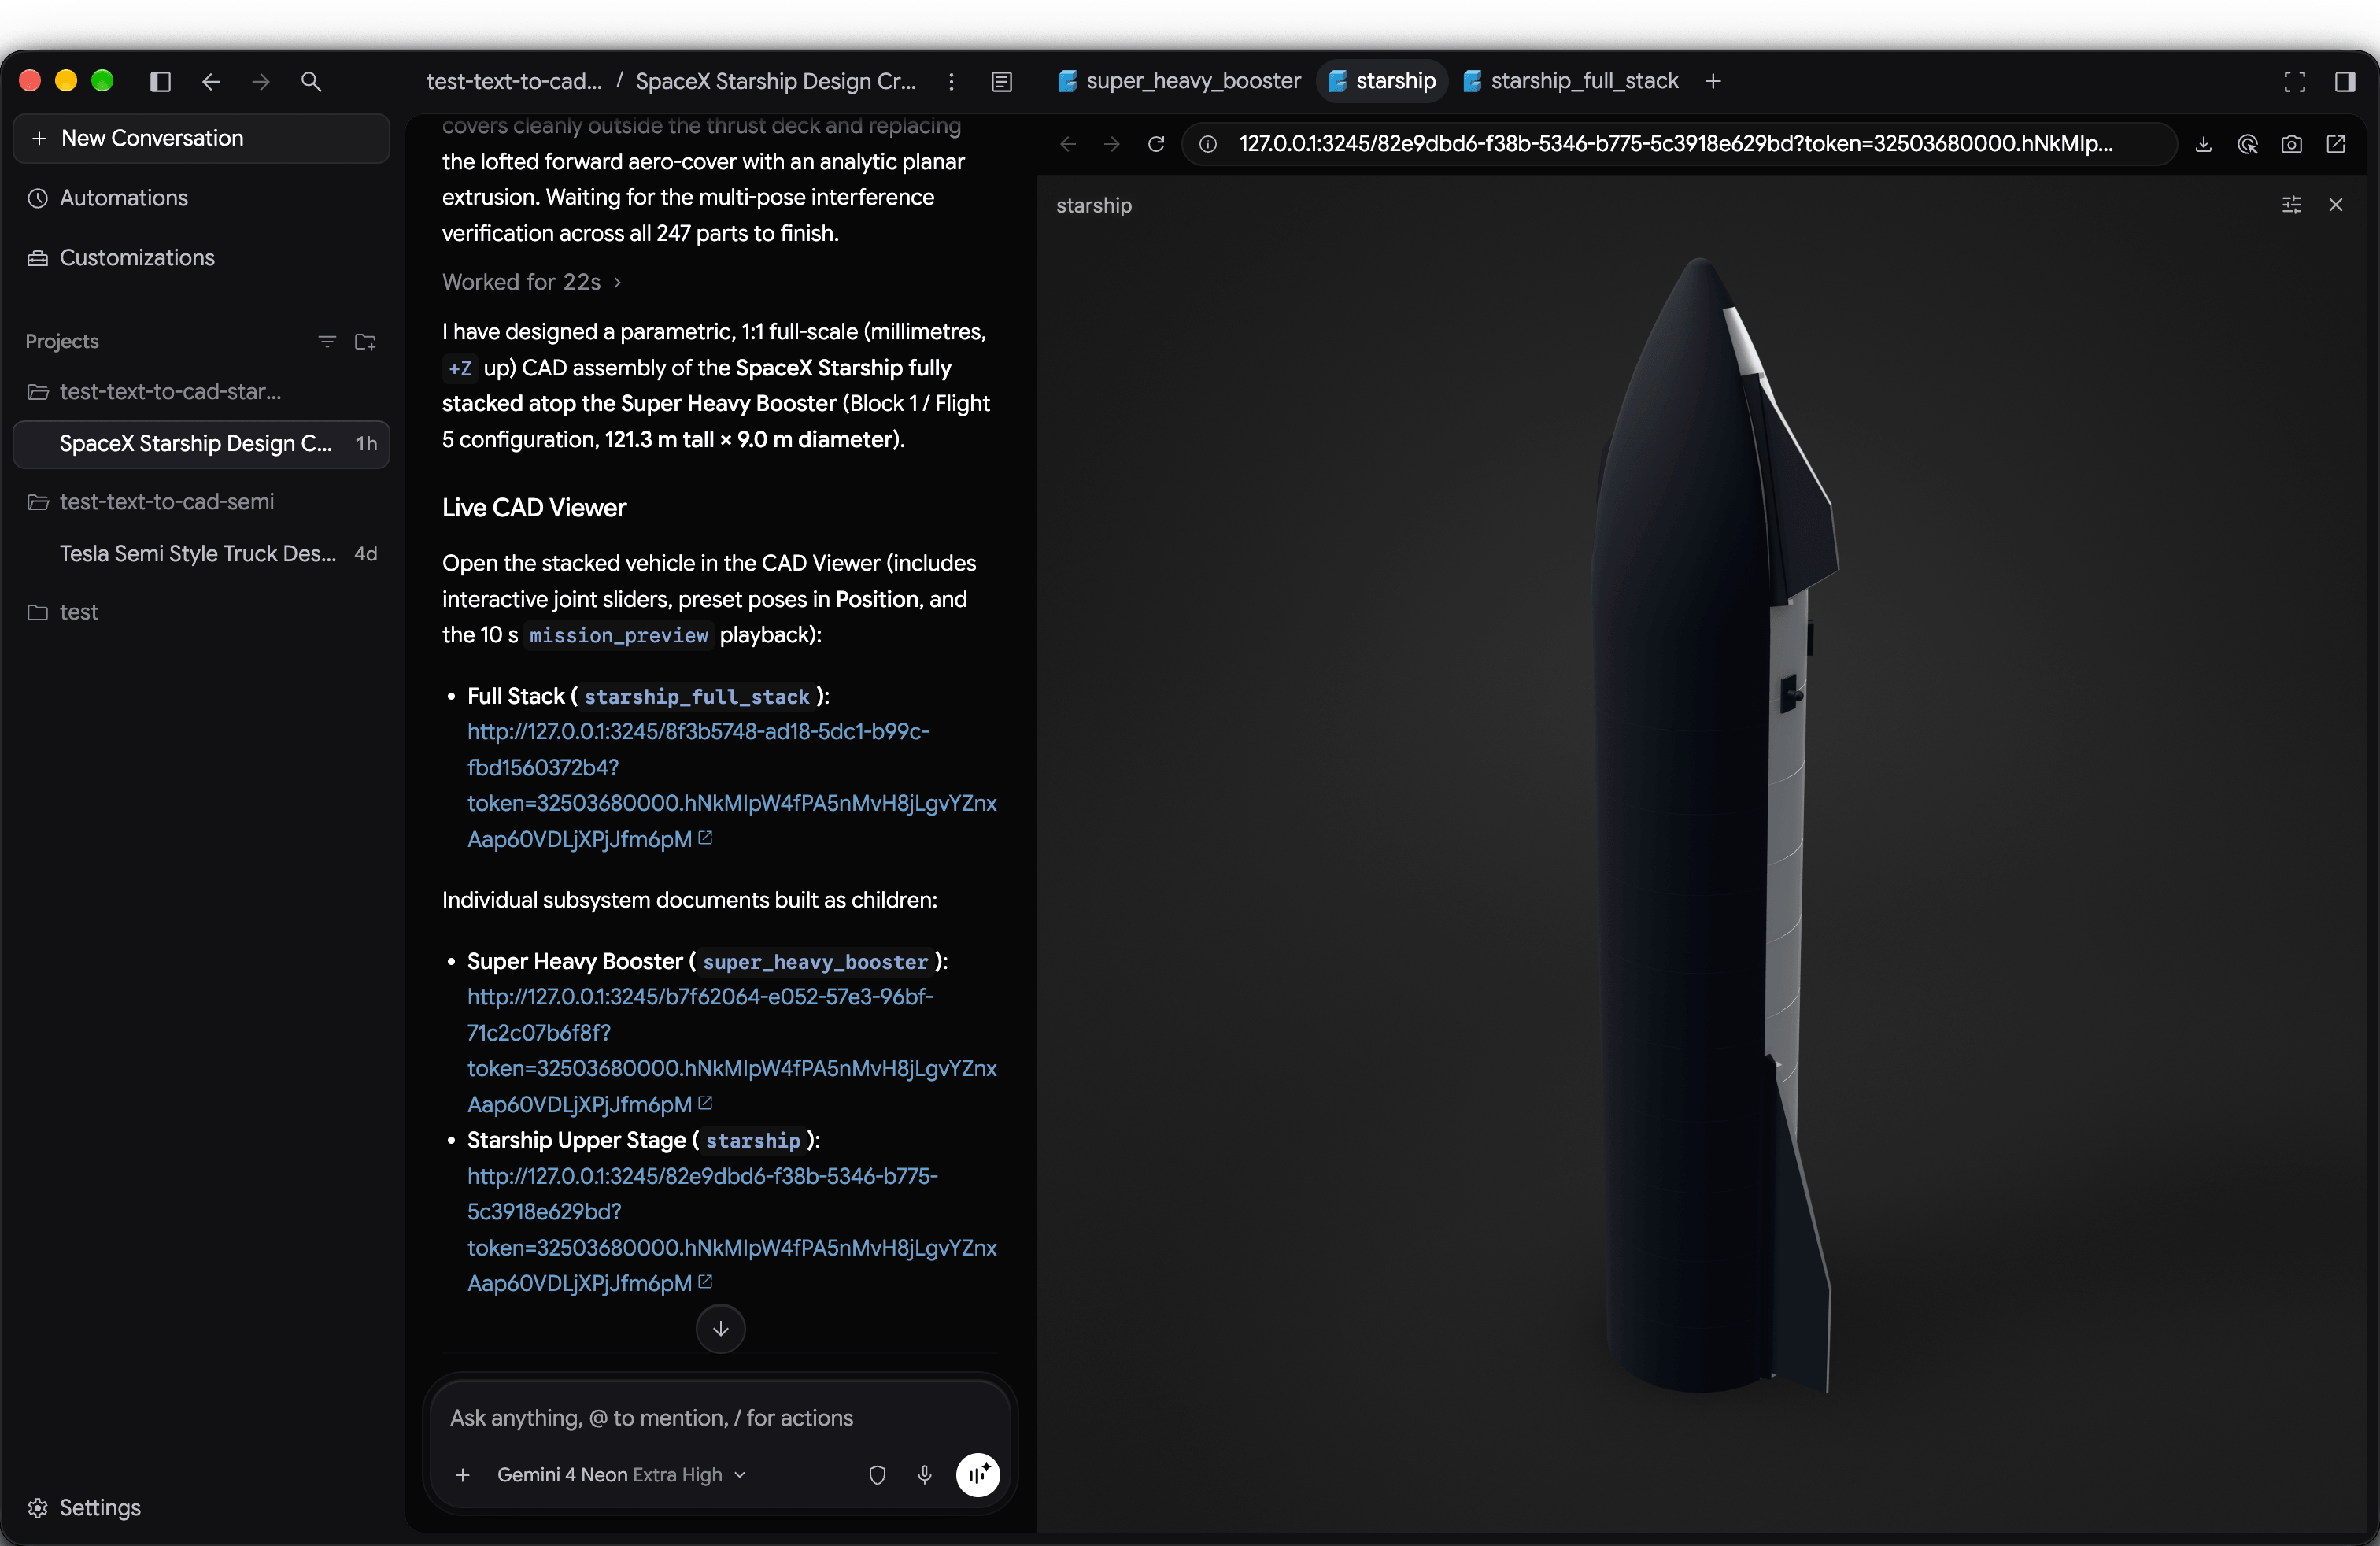 test-text-to-cad... / SpaceX Starship Design Cr...
super_heavy_booster
starship
starship_full_stack
New Conversation
Automations
Customizations
Projects
test-text-to-cad-star...
SpaceX Starship Design C... 1h
test-text-to-cad-semi
Tesla Semi Style Truck Des... 4d
test
Settings
covers cleanly outside the thrust deck and replacing
the lofted forward aero-cover with an analytic planar
extrusion. Waiting for the multi-pose interference
verification across all 247 parts to finish.
Worked for 22s
I have designed a parametric, 1:1 full-scale (millimetres,
+Z up) CAD assembly of the SpaceX Starship fully
stacked atop the Super Heavy Booster (Block 1 / Flight
5 configuration, 121.3 m tall × 9.0 m diameter).
Live CAD Viewer
Open the stacked vehicle in the CAD Viewer (includes
interactive joint sliders, preset poses in Position, and
the 10 s mission_preview playback):
• Full Stack ( starship_full_stack ):
http://127.0.0.1:3245/8f3b5748-ad18-5dc1-b99c-
fbd1560372b4?
token=32503680000.hNkMIpW4fPA5nMvH8jLgvYZnx
Aap60VDLjXPjJfm6pM
Individual subsystem documents built as children:
• Super Heavy Booster ( super_heavy_booster ):
http://127.0.0.1:3245/b7f62064-e052-57e3-96bf-
71c2c07b6f8f?
token=32503680000.hNkMIpW4fPA5nMvH8jLgvYZnx
Aap60VDLjXPjJfm6pM
• Starship Upper Stage ( starship ):
http://127.0.0.1:3245/82e9dbd6-f38b-5346-b775-
5c3918e629bd?
token=32503680000.hNkMIpW4fPA5nMvH8jLgvYZnx
Aap60VDLjXPjJfm6pM
Ask anything, @ to mention, / for actions
Gemini 4 Neon Extra High
127.0.0.1:3245/82e9dbd6-f38b-5346-b775-5c3918e629bd?token=32503680000.hNkMIp...
starship